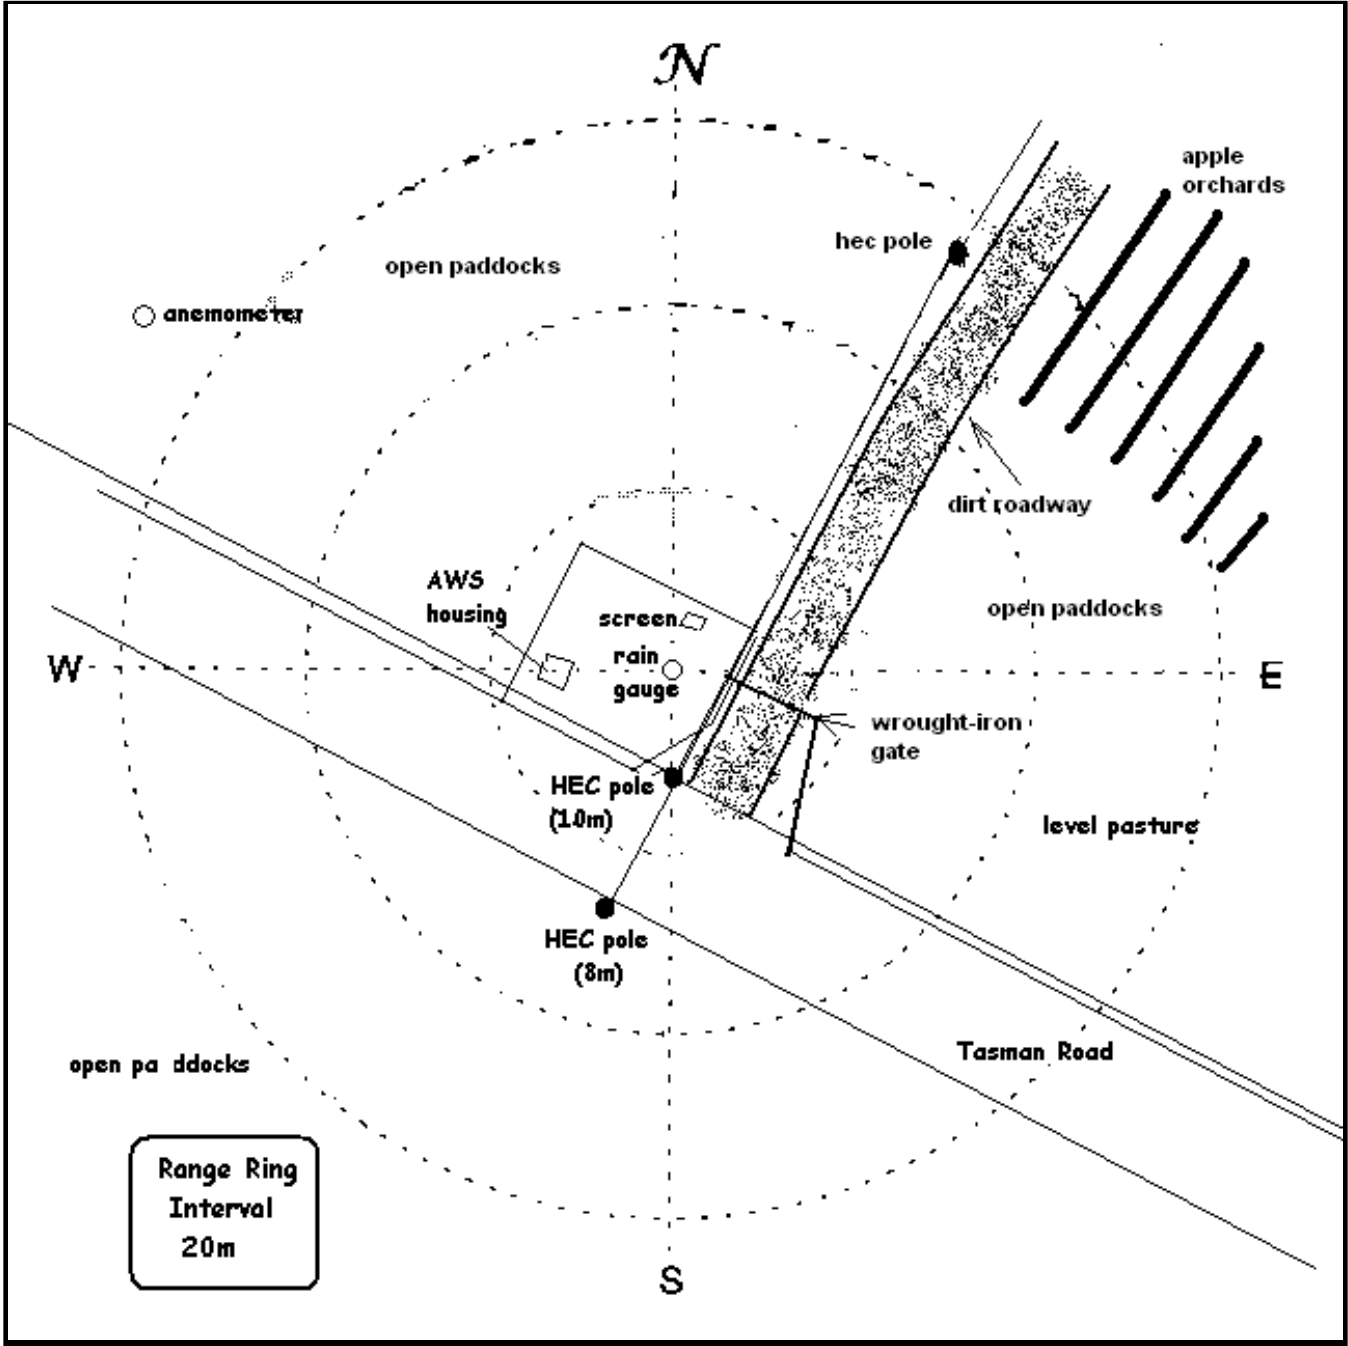 N
apple
orchards
hec pole
open paddocks
anemometer
dirt roadway
AWS
housing
screen
rain
gauge
open paddocks
W
E
wrought-iron
gate
HEC pole
(10m)
level pasture
HEC pole
(8m)
Tasman Road
open pa ddocks
Range Ring
Interval
20m
S